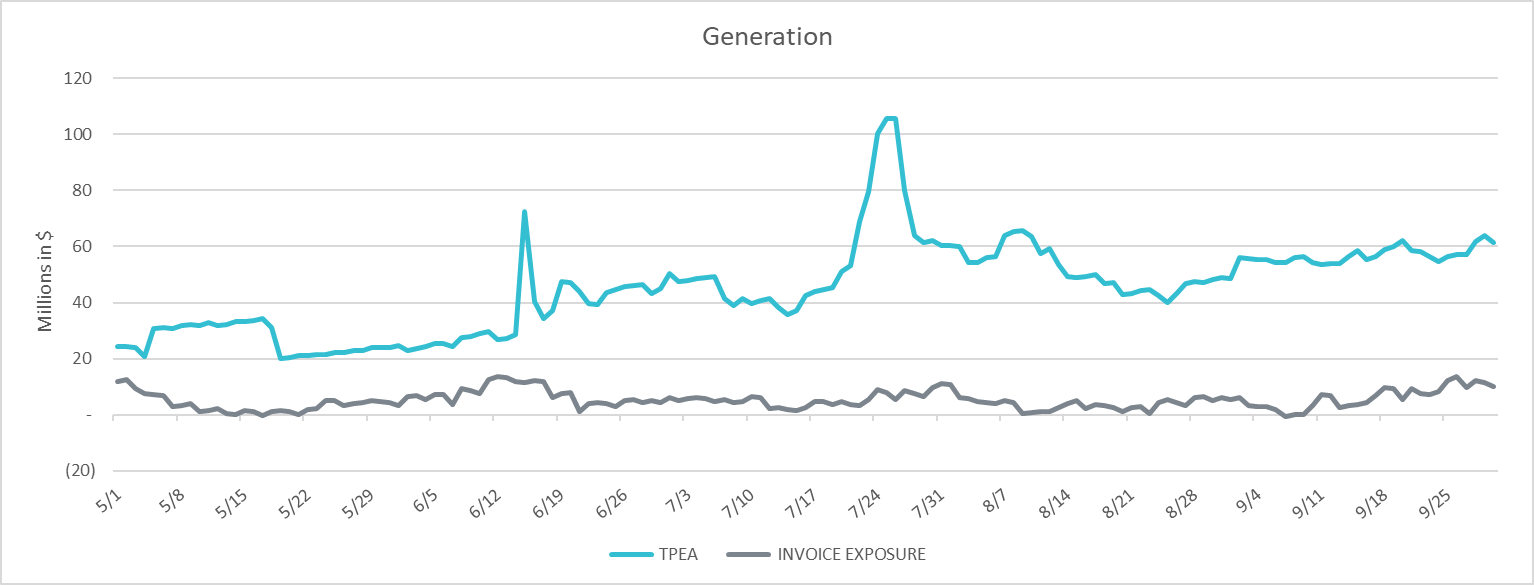 Generation
120
100
80
60
40
20
-
(20)
Millions in $
5/1 5/8 5/15 5/22 5/29 6/5 6/12 6/19 6/26 7/3 7/10 7/17 7/24 7/31 8/7 8/14 8/21 8/28 9/4 9/11 9/18 9/25
TPEA INVOICE EXPOSURE